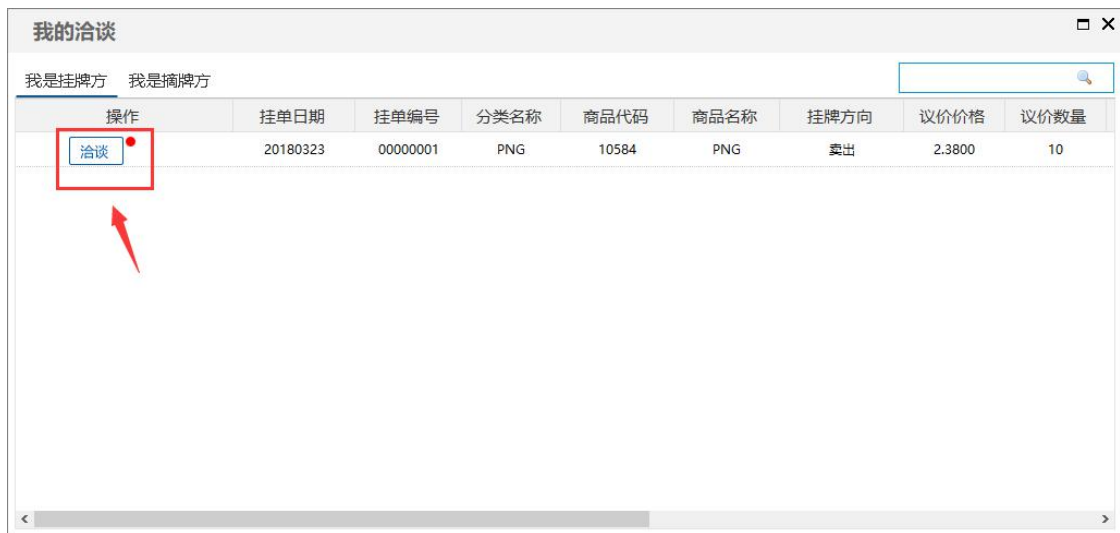 我的洽谈
我是挂牌方 我是摘牌方
操作 挂单日期 挂单编号 分类名称 商品代码 商品名称 挂牌方向 议价价格 议价数量
洽谈 20180323 00000001 PNG 10584 PNG 卖出 2.3800 10